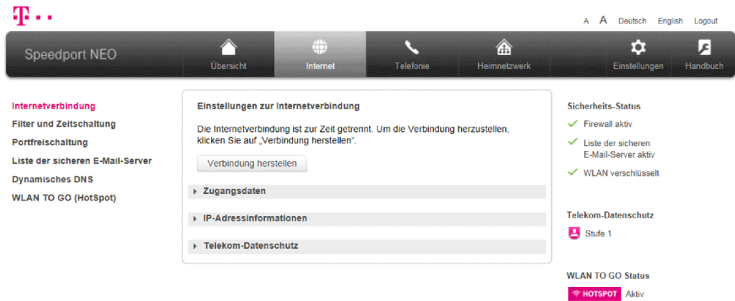 T
A A Deutsch English Logout
Speedport NEO
Übersicht
Internet
Telefonie
Heimnetzwerk
Einstellungen
Handbuch
Internetverbindung
Filter und Zeitschaltung
Portfreischaltung
Liste der sicheren E-Mail-Server
Dynamisches DNS
WLAN TO GO (HotSpot)
Einstellungen zur Internetverbindung
Die Internetverbindung ist zur Zeit getrennt. Um die Verbindung herzustellen,
klicken Sie auf „Verbindung herstellen“.
Verbindung herstellen
Zugangsdaten
IP-Adressinformationen
Telekom-Datenschutz
Sicherheits-Status
Firewall aktiv
Liste der sicheren
E-Mail-Server aktiv
WLAN verschlüsselt
Telekom-Datenschutz
Stufe 1
WLAN TO GO Status
HOTSPOT Aktiv